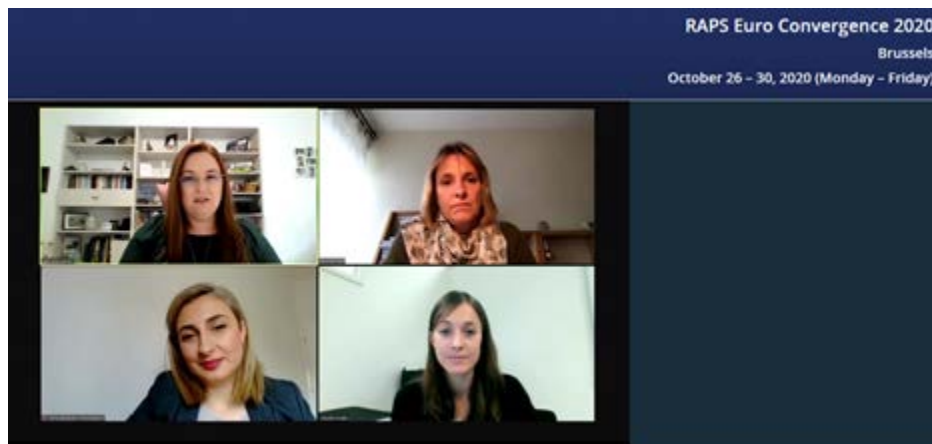 RAPS Euro Convergence 2020
Brussels
October 26 – 30, 2020 (Monday – Friday)